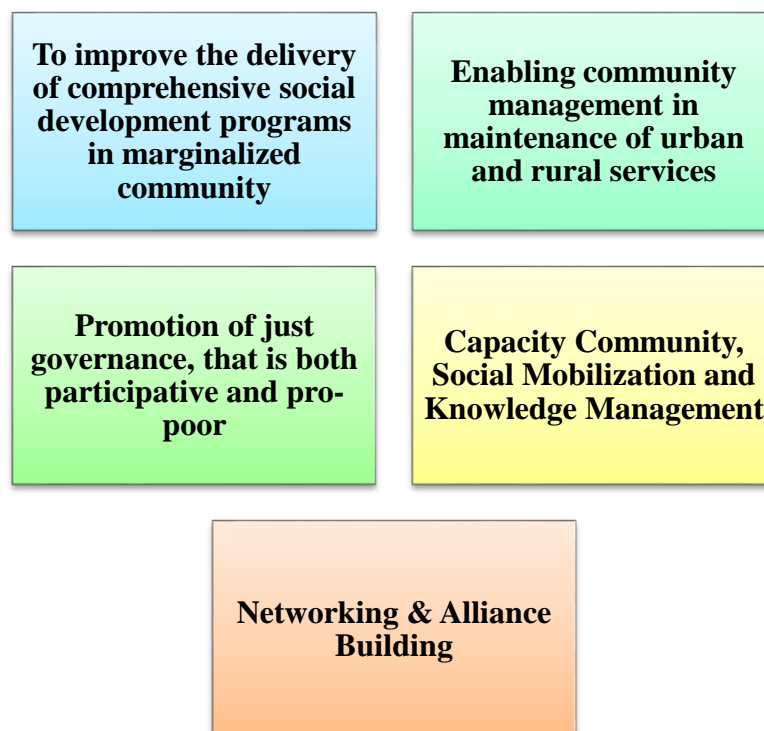 To improve the delivery
of comprehensive social
development programs
in marginalized
community
Enabling community
management in
maintenance of urban
and rural services
Promotion of just
governance, that is both
participative and pro-
poor
Capacity Community,
Social Mobilization and
Knowledge Management
Networking & Alliance
Building